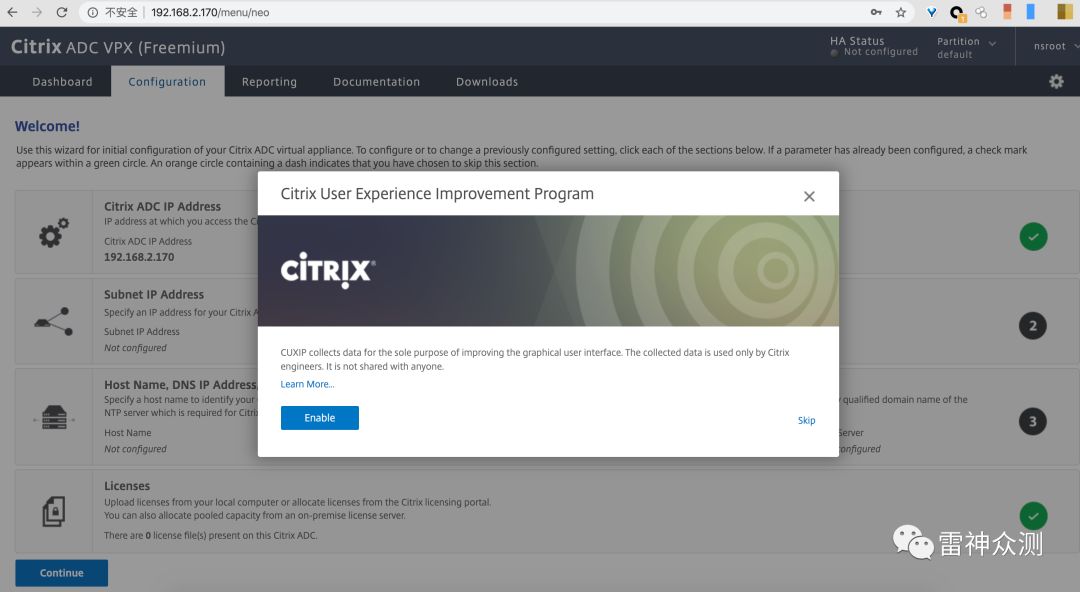 不安全 192.168.2.170/menu/neo
Citrix ADC VPX (Freemium)
HA Status
Not configured
Partition
default
nsroot
Dashboard
Configuration
Reporting
Documentation
Downloads
Welcome!
Use this wizard for initial configuration of your Citrix ADC virtual appliance. To configure or to change a previously configured setting, click each of the sections below. If a parameter has already been configured, a check mark
appears within a green circle. An orange circle containing a dash indicates that you have chosen to skip this section.
Citrix User Experience Improvement Program
CİTRIX®
CUXIP collects data for the sole purpose of improving the graphical user interface. The collected data is used only by Citrix
engineers. It is not shared with anyone.
Learn More...
Enable
Skip
Citrix ADC IP Address
IP address at which you access the
Citrix ADC IP Address
192.168.2.170
Subnet IP Address
Specify an IP address for your Citrix
Subnet IP Address
Not configured
2
Host Name, DNS IP Address,
Specify a host name to identify your
qualified domain name of the
NTP server which is required for Citrix
Host Name
Server
Not configured
3
Licenses
Upload licenses from your local computer or allocate licenses from the Citrix licensing portal.
You can also allocate pooled capacity from an on-premise license server.
There are 0 license file(s) present on this Citrix ADC.
Continue
雷神众测